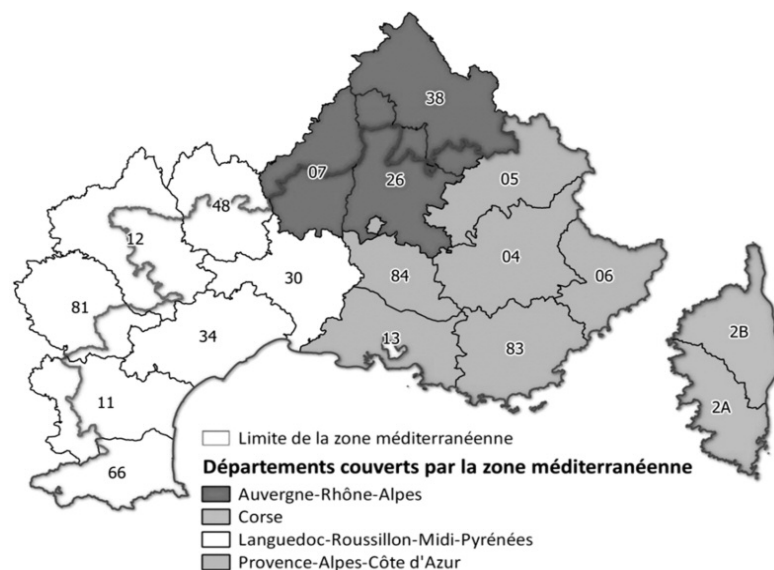 38
07
26
05
48
12
04
30
84
06
81
34
13
83
2B
11
2A
66
Limite de la zone méditerranéenne
Départements couverts par la zone méditerranéenne
Auvergne-Rhône-Alpes
Corse
Languedoc-Roussillon-Midi-Pyrénées
Provence-Alpes-Côte d'Azur